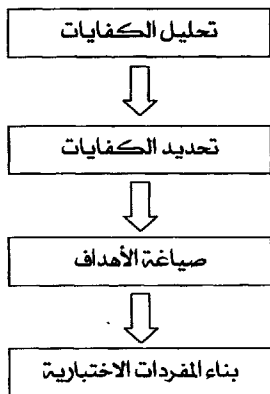 تحليل الكفايات
تحديد الكفايات
صياغة الأهداف
بناء المفردات الاختبارية